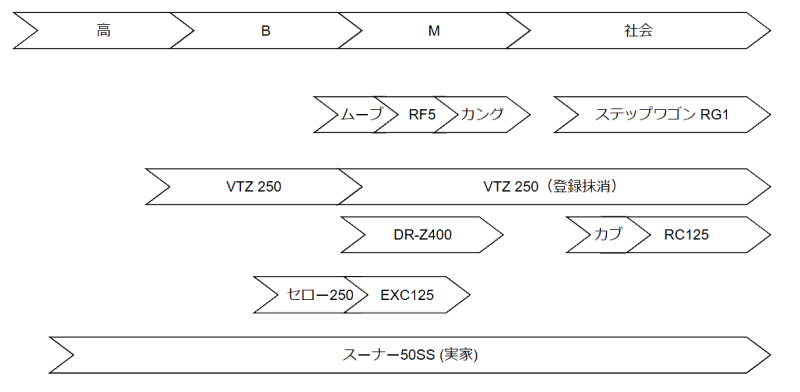 高 B M 社会
ムーブ RF5 カング ステップワゴン RG1
VTZ 250 VTZ 250（登録抹消）
DR-Z400 カブ RC125
セロー250 EXC125
スーナー50SS (実家)